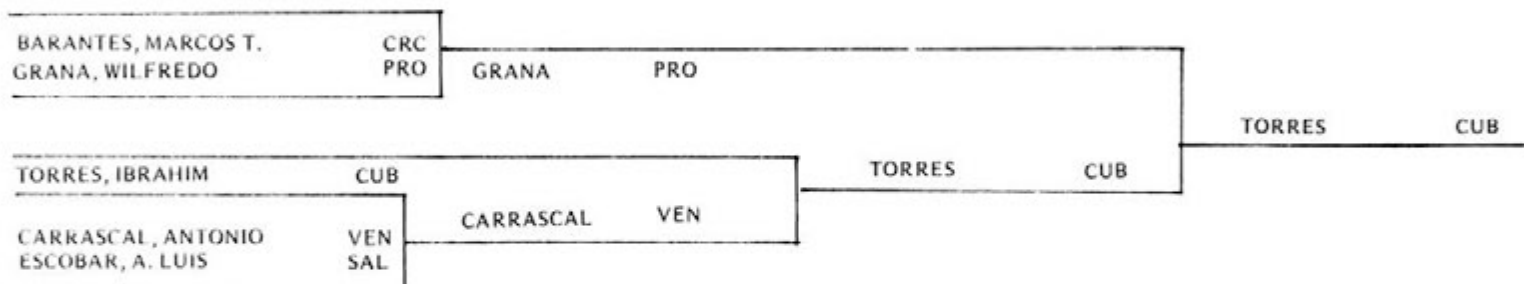 BARANTES, MARCOS T. CRC
GRANA, WILFREDO PRO
GRANA PRO
TORRES CUB
TORRES, IBRAHIM CUB
TORRES CUB
CARRASCAL VEN
CARRASCAL, ANTONIO VEN
ESCOBAR, A. LUIS SAL